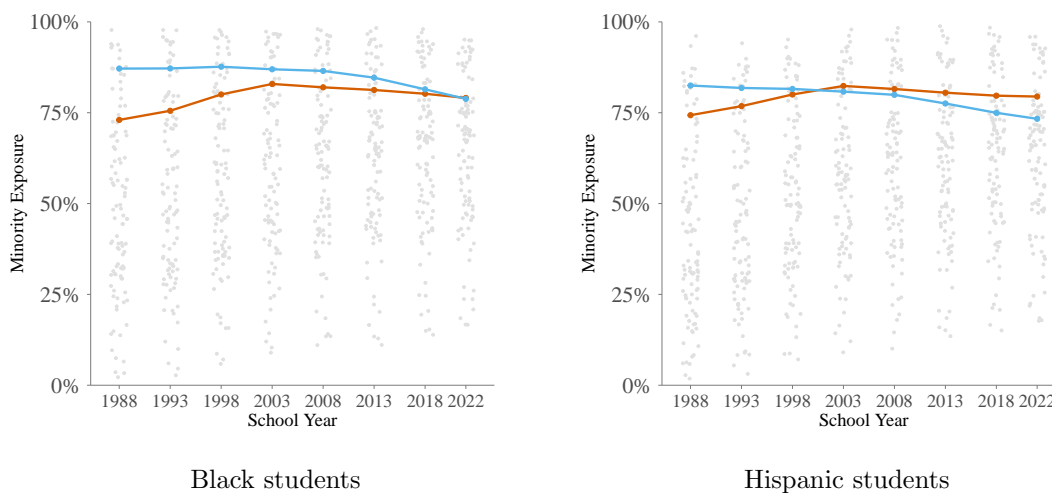 100%
75%
50%
25%
0%
Minority Exposure
1988 1993 1998 2003 2008 2013 2018 2022
School Year
Black students
100%
75%
50%
25%
0%
Minority Exposure
1988 1993 1998 2003 2008 2013 2018 2022
School Year
Hispanic students